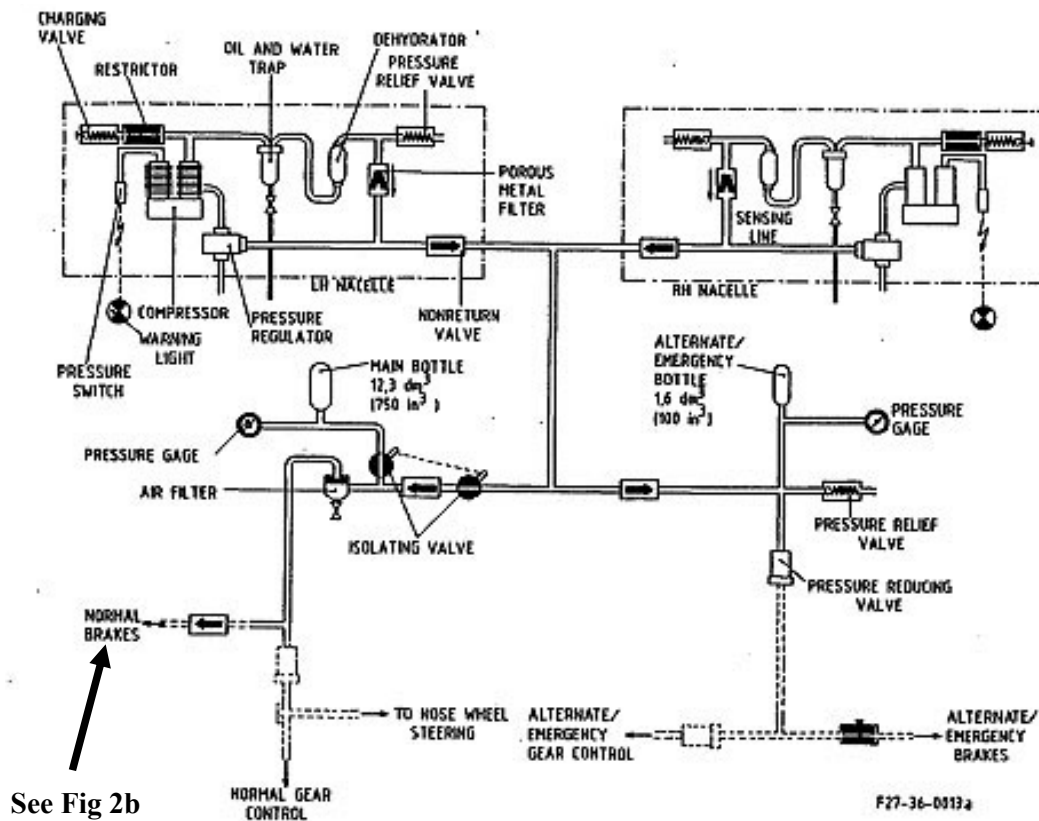 CHARGING
VALVE
RESTRICTOR
OIL AND WATER
TRAP
DEHYDRATOR
PRESSURE
RELIEF VALVE
POROUS
METAL
FILTER
SENSING
LINE
LH NACELLE
RH NACELLE
COMPRESSOR
WARNING
LIGHT
PRESSURE
REGULATOR
NONRETURN
VALVE
PRESSURE
SWITCH
MAIN BOTTLE
12,3 dm³
(750 in³)
ALTERNATE/
EMERGENCY
BOTTLE
1,6 dm³
(100 in³)
PRESSURE
GAGE
PRESSURE GAGE
AIR FILTER
ISOLATING VALVE
PRESSURE RELIEF
VALVE
PRESSURE REDUCING
VALVE
NORMAL
BRAKES
TO NOSE WHEEL
STEERING
ALTERNATE/
EMERGENCY
GEAR CONTROL
ALTERNATE/
EMERGENCY
BRAKES
See Fig 2b
NORMAL GEAR
CONTROL
F27-36-0013a